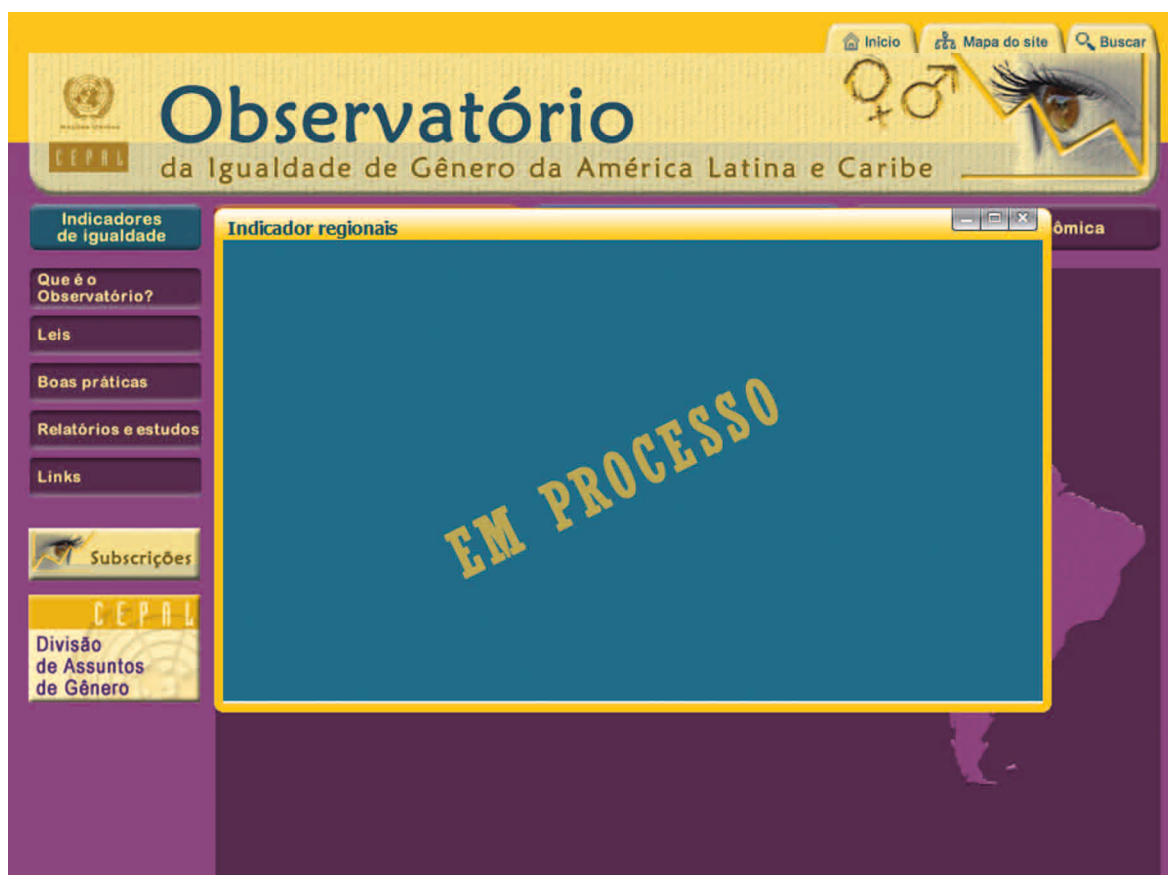 Inicio
Mapa do site
Buscar
Nações Unidas
CEPAL
Observatório
da Igualdade de Gênero da América Latina e Caribe
Indicadores
de igualdade
Indicador regionais
ômica
Que é o
Observatório?
Leis
Boas práticas
Relatórios e estudos
Links
EM PROCESSO
Subscrições
CEPAL
Divisão
de Assuntos
de Gênero